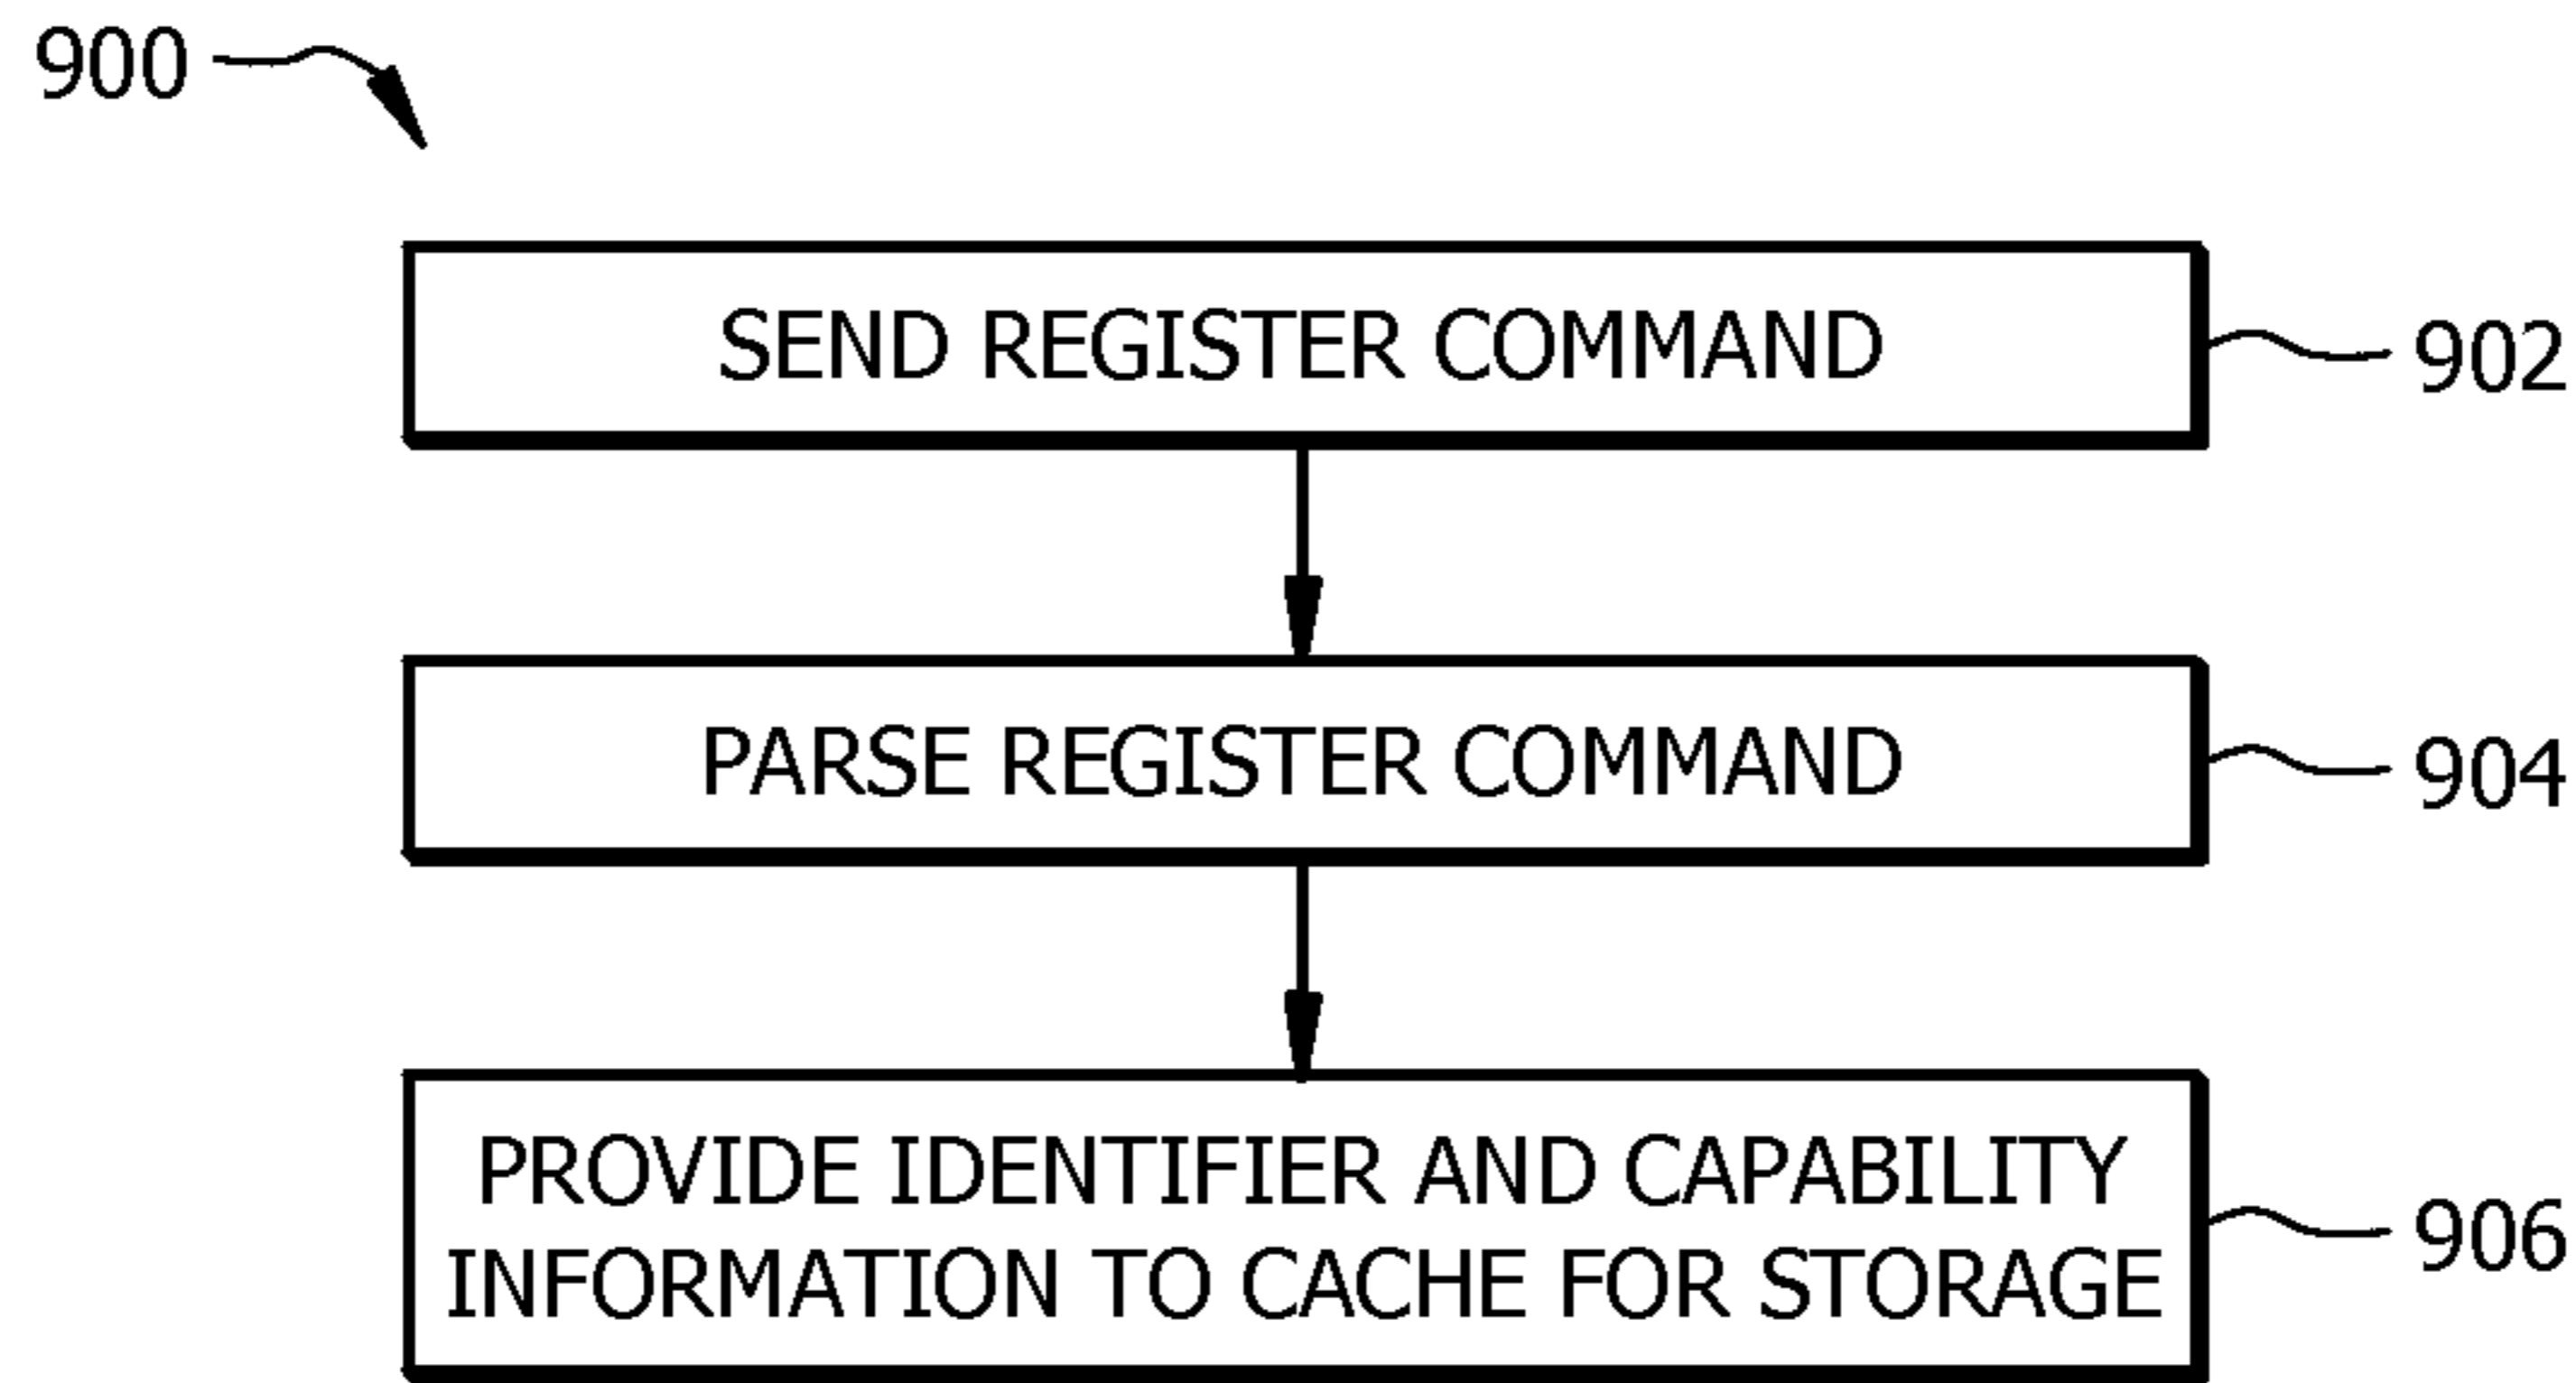 900
SEND REGISTER COMMAND
902
PARSE REGISTER COMMAND
904
PROVIDE IDENTIFIER AND CAPABILITY
INFORMATION TO CACHE FOR STORAGE
906